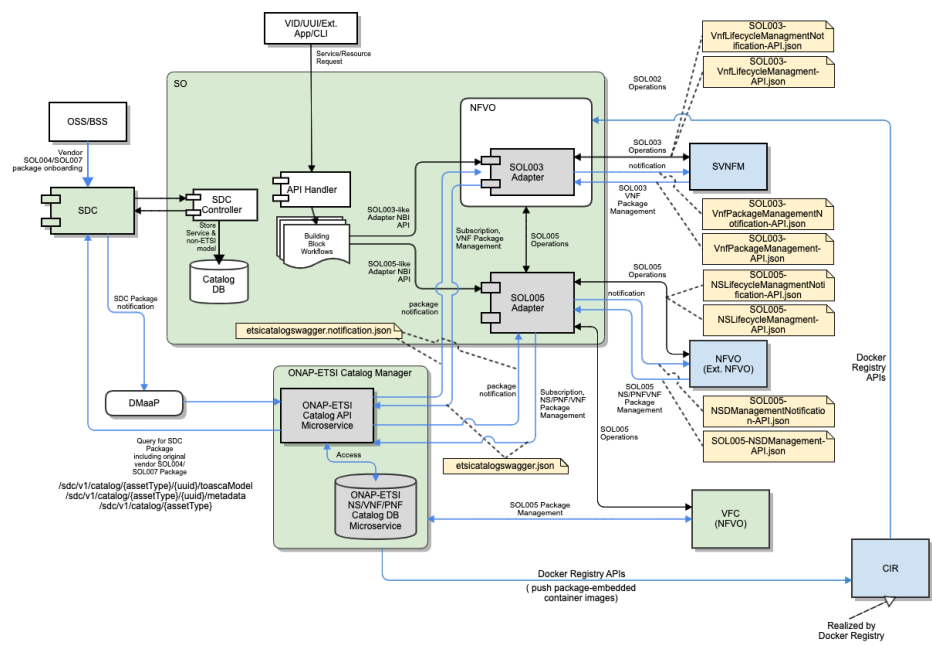 VID/UUI/Ext.
App/CLI
SOL003-
VnfLifecycleManagmentNot
ification-API.json
SOL003-
VnfLifecycleManagment-
API.json
Service/Resource
Request
SO
SOL002
Operations
OSS/BSS
NFVO
Vendor
SOL004/SOL007
package onboarding
SOL003
Adapter
SOL003
Operations
notification
SVNFM
SDC
SDC
Controller
API Handler
SOL003
VNF
Package
Management
SOL003-
VnfPackageManagementN
otification-API.json
SOL003-
VnfPackageManagement-
API.json
SOL003-like
Adapter NBI
API
Store
Service &
non-ETSI
model
Building
Block
Workflows
Subscription,
VNF Package
Management
SOL005
Operations
SOL005-like
Adapter NBI
API
Catalog
DB
SOL005
Operations
notification
SOL005-
NSLifecycleManagmentNoti
fication-API.json
SOL005-
NSLifecycleManagment-
API.json
SOL005
Adapter
SDC Package
notification
package
notification
etsicatalogswagger.notification.json
NFVO
(Ext. NFVO)
Docker
Registry
APIs
ONAP-ETSI Catalog Manager
DMaaP
ONAP-ETSI
Catalog API
Microservice
package
notification
Subscription,
NS/PNF/VNF
Package
Management
SOL005
NS/PNFVNF
Package
Management
SOL005-
NSDManagementNotificatio
n-API.json
SOL005
Operations
SOL005-NSDManagement-
API.json
Query for SDC
Package
including original
vendor SOL004/
SOL007 Package
Access
etsicatalogswagger.json
/sdc/v1/catalog/{assetType}/{uuid}/toascaModel
/sdc/v1/catalog/{assetType}/{uuid}/metadata
/sdc/v1/catalog/{assetType}
ONAP-ETSI
NS/VNF/PNF
Catalog DB
Microservice
SOL005 Package
Management
VFC
(NFVO)
Docker Registry APIs
( push package-embedded
container images)
CIR
Realized by
Docker Registry